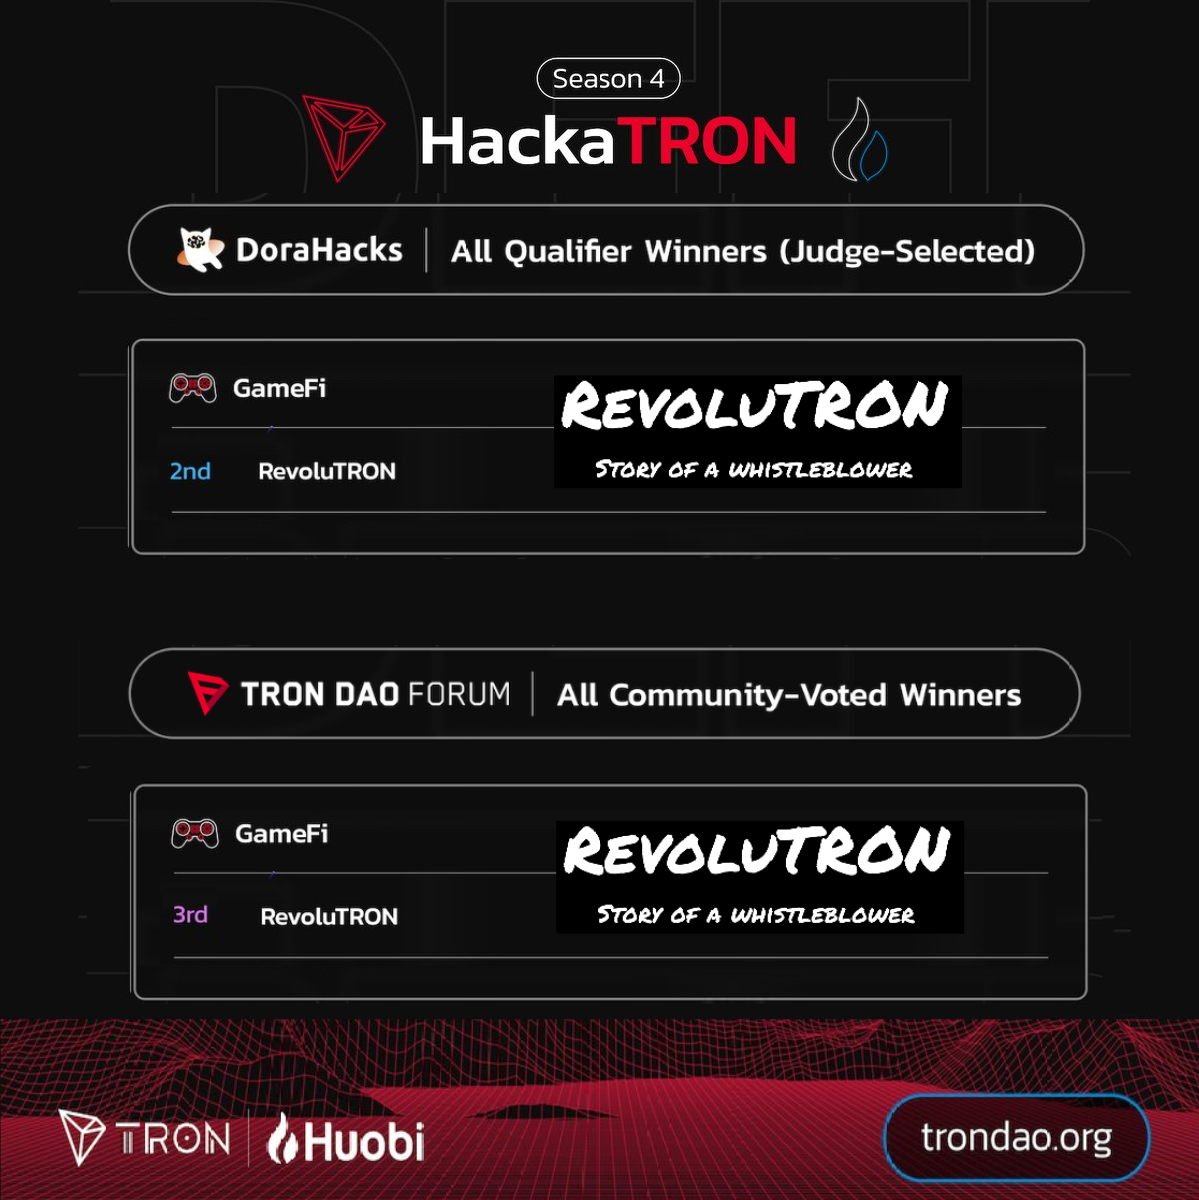 Season 4
HackaTRON
DoraHacks | All Qualifier Winners (Judge-Selected)
GameFi
RevoluTRON
Story of a whistleblower
2nd RevoluTRON
TRON DAO FORUM | All Community-Voted Winners
GameFi
RevoluTRON
Story of a whistleblower
3rd RevoluTRON
TRON | Huobi
trondao.org